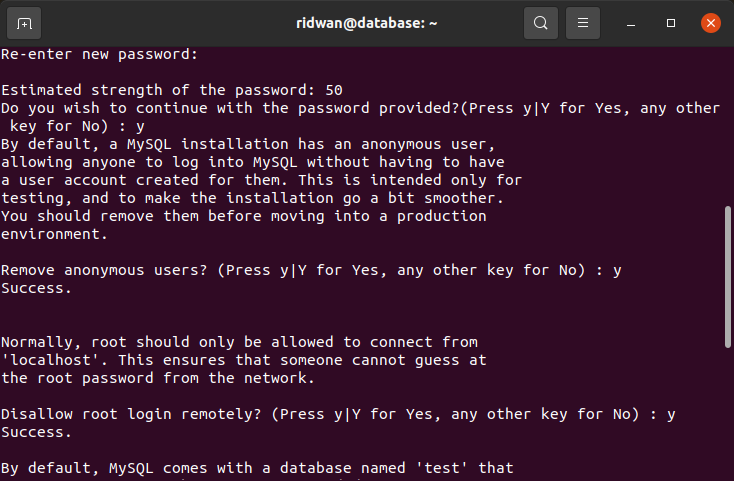 ridwan@database: ~
Re-enter new password:
Estimated strength of the password: 50
Do you wish to continue with the password provided?(Press y|Y for Yes, any other
 key for No) : y
By default, a MySQL installation has an anonymous user,
allowing anyone to log into MySQL without having to have
a user account created for them. This is intended only for
testing, and to make the installation go a bit smoother.
You should remove them before moving into a production
environment.
Remove anonymous users? (Press y|Y for Yes, any other key for No) : y
Success.
Normally, root should only be allowed to connect from
'localhost'. This ensures that someone cannot guess at
the root password from the network.
Disallow root login remotely? (Press y|Y for Yes, any other key for No) : y
Success.
By default, MySQL comes with a database named 'test' that